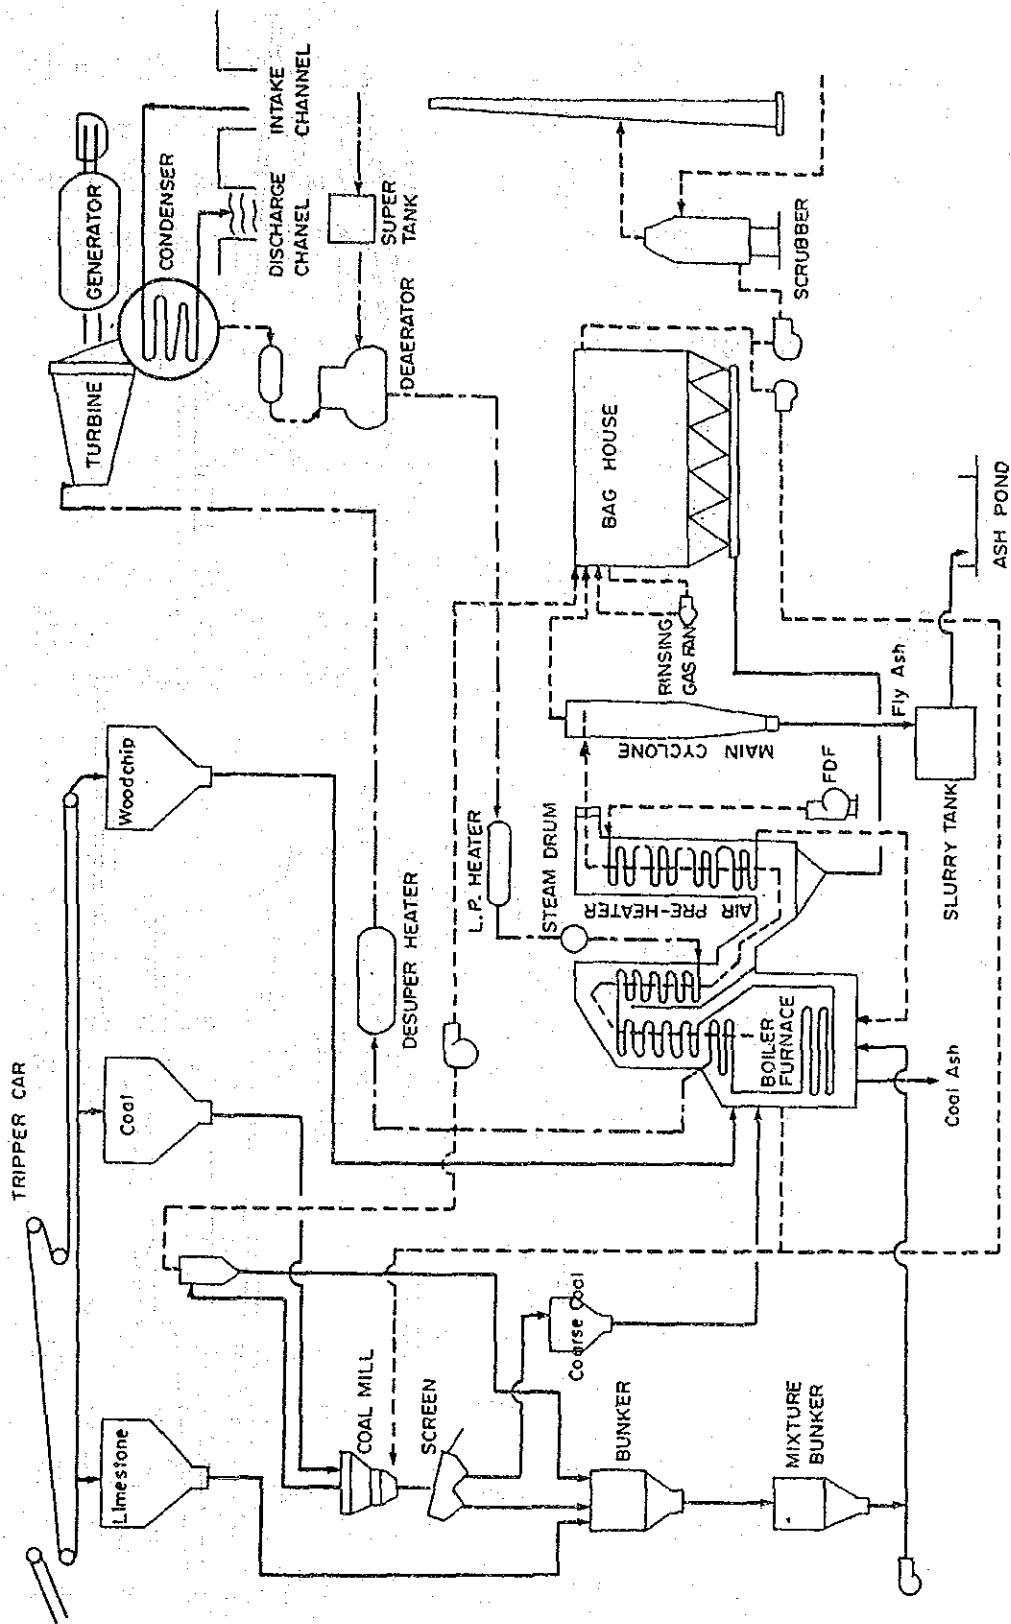 TRIPPER CAR
Limestone
Coal
Woodchip
TURBINE
GENERATOR
CONDENSER
DISCHARGE
CHANEL
INTAKE
CHANNEL
SUPER
TANK
DEAERATOR
DESUPER HEATER
L.P. HEATER
STEAM DRUM
COAL MILL
SCREEN
Coarse Coal
BUNKER
MIXTURE
BUNKER
BOILER
FURNACE
AIR PRE-HEATER
MAIN CYCLONE
RINSING
GAS FAN
BAG HOUSE
SCRUBBER
FDF
Fly Ash
Coal Ash
SLURRY TANK
ASH POND